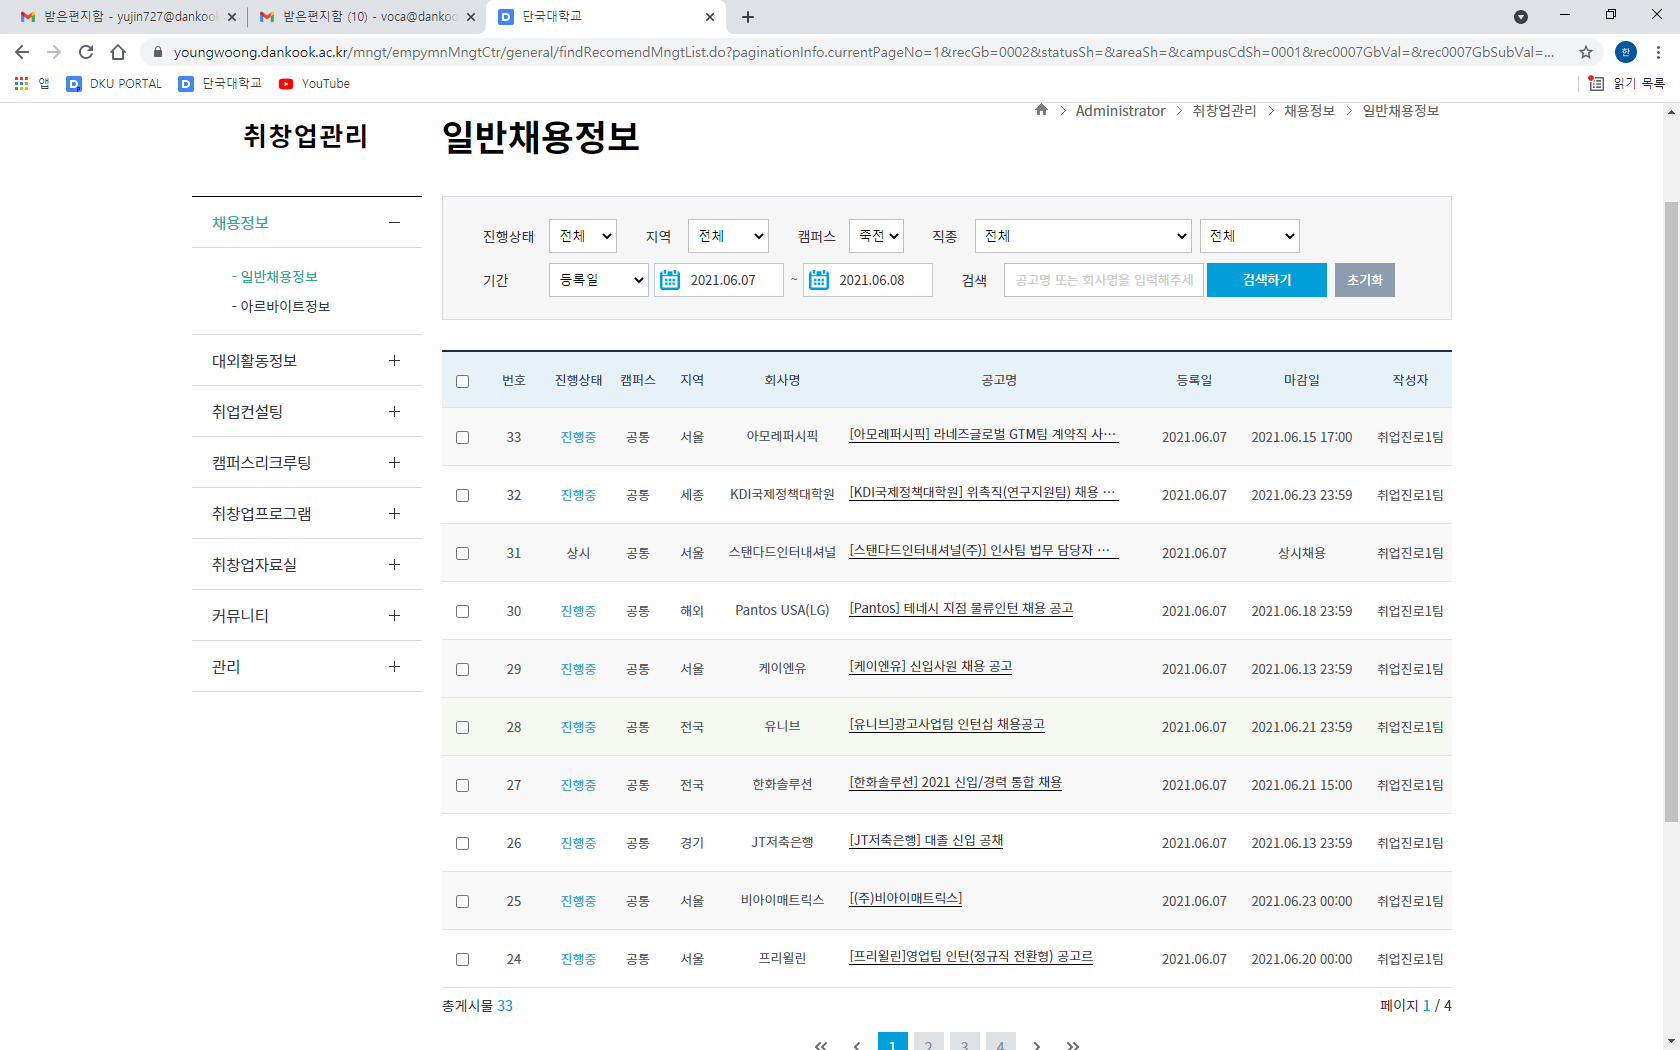 받은편지함 - yujin727@dankook
받은편지함 (10) - voca@dankoo
단국대학교
youngwoong.dankook.ac.kr/mngt/empymnMngtCtr/general/findRecomendMngtList.do?paginationInfo.currentPageNo=1&recGb=0002&statusSh=&areaSh=&campusCdSh=0001&rec0007GbVal=&rec0007GbSubVal=...
한
앱
DKU PORTAL
단국대학교
YouTube
읽기 목록
Administrator > 취창업관리 > 채용정보 > 일반채용정보
취창업관리
일반채용정보
채용정보
- 일반채용정보
- 아르바이트정보
대외활동정보
취업컨설팅
캠퍼스리크루팅
취창업프로그램
취창업자료실
커뮤니티
관리
진행상태 전체 지역 전체 캠퍼스 죽전 직종 전체 전체
기간 등록일 2021.06.07 ~ 2021.06.08 검색 공고명 또는 회사명을 입력해주세 검색하기 초기화
번호 진행상태 캠퍼스 지역 회사명 공고명 등록일 마감일 작성자
33 진행중 공통 서울 아모레퍼시픽 [아모레퍼시픽] 라네즈글로벌 GTM팀 계약직 사… 2021.06.07 2021.06.15 17:00 취업진로1팀
32 진행중 공통 세종 KDI국제정책대학원 [KDI국제정책대학원] 위촉직(연구지원팀) 채용 … 2021.06.07 2021.06.23 23:59 취업진로1팀
31 상시 공통 서울 스탠다드인터내셔널 [스탠다드인터내셔널(주)] 인사팀 법무 담당자 … 2021.06.07 상시채용 취업진로1팀
30 진행중 공통 해외 Pantos USA(LG) [Pantos] 테네시 지점 물류인턴 채용 공고 2021.06.07 2021.06.18 23:59 취업진로1팀
29 진행중 공통 서울 케이엔유 [케이엔유] 신입사원 채용 공고 2021.06.07 2021.06.13 23:59 취업진로1팀
28 진행중 공통 전국 유니브 [유니브]광고사업팀 인턴십 채용공고 2021.06.07 2021.06.21 23:59 취업진로1팀
27 진행중 공통 전국 한화솔루션 [한화솔루션] 2021 신입/경력 통합 채용 2021.06.07 2021.06.21 15:00 취업진로1팀
26 진행중 공통 경기 JT저축은행 [JT저축은행] 대졸 신입 공채 2021.06.07 2021.06.13 23:59 취업진로1팀
25 진행중 공통 서울 비아이매트릭스 [(주)비아이매트릭스] 2021.06.07 2021.06.23 00:00 취업진로1팀
24 진행중 공통 서울 프리윌린 [프리윌린]영업팀 인턴(정규직 전환형) 공고르 2021.06.07 2021.06.20 00:00 취업진로1팀
총게시물 33
페이지 1 / 4
« ‹ 1 2 3 4 › »